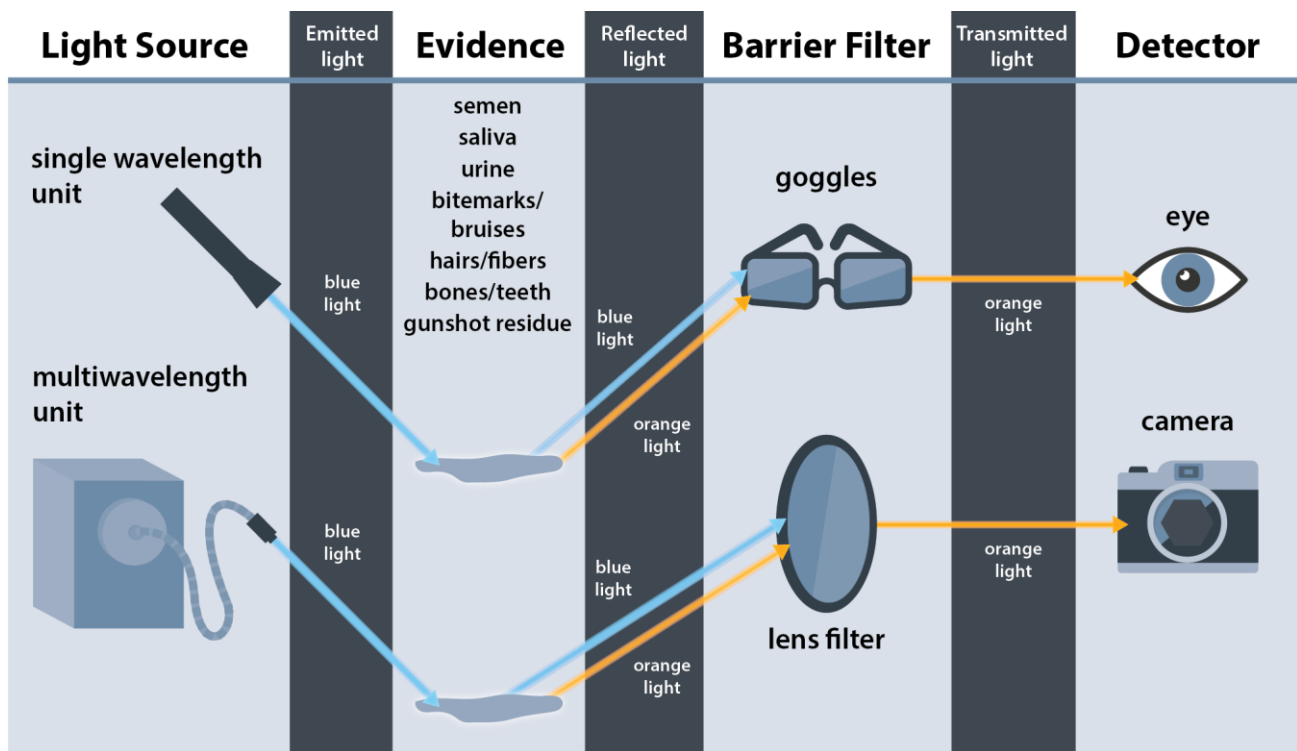 Light Source
Emitted
light
Evidence
Reflected
light
Barrier Filter
Transmitted
light
Detector
single wavelength
unit
multiwavelength
unit
blue
light
blue
light
semen
saliva
urine
bitemarks/
bruises
hairs/fibers
bones/teeth
gunshot residue
blue
light
orange
light
blue
light
orange
light
goggles
lens filter
orange
light
orange
light
eye
camera